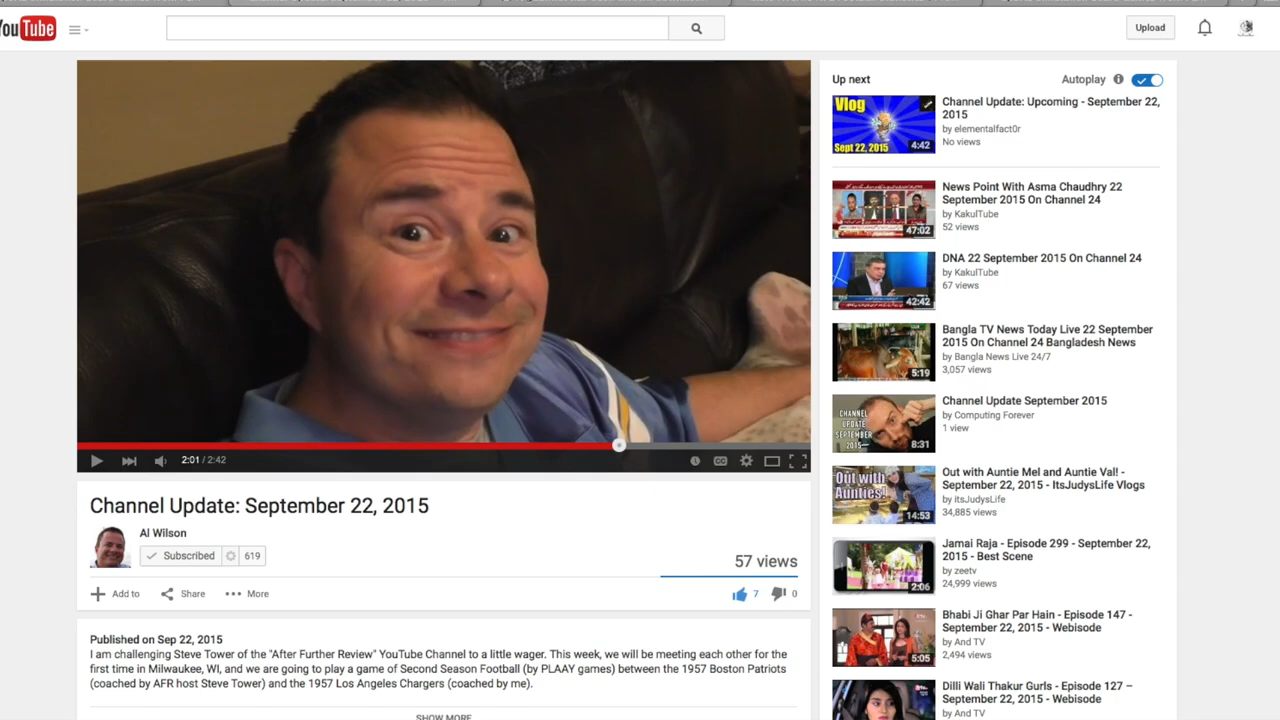 YouTube
Upload
2:01 / 2:42
Channel Update: September 22, 2015
Al Wilson
Subscribed 619
57 views
Add to Share More
7 0
Published on Sep 22, 2015
I am challenging Steve Tower of the "After Further Review" YouTube Channel to a little wager. This week, we will be meeting each other for the
first time in Milwaukee, WI, and we are going to play a game of Second Season Football (by PLAAY games) between the 1957 Boston Patriots
(coached by AFR host Steve Tower) and the 1957 Los Angeles Chargers (coached by me).
SHOW MORE
Up next
Autoplay
Vlog
Sept 22, 2015
4:42
Channel Update: Upcoming - September 22,
2015
by elementalfact0r
No views
47:02
News Point With Asma Chaudhry 22
September 2015 On Channel 24
by KakulTube
52 views
42:42
DNA 22 September 2015 On Channel 24
by KakulTube
67 views
5:19
Bangla TV News Today Live 22 September
2015 On Channel 24 Bangladesh News
by Bangla News Live 24/7
3,057 views
CHANNEL
UPDATE
SEPTEMBER
2015
8:31
Channel Update September 2015
by Computing Forever
1 view
Out with
Aunties!
14:53
Out with Auntie Mel and Auntie Val! -
September 22, 2015 - ItsJudysLife Vlogs
by itsJudysLife
34,885 views
2:06
Jamai Raja - Episode 299 - September 22,
2015 - Best Scene
by zeetv
24,999 views
5:05
Bhabi Ji Ghar Par Hain - Episode 147 -
September 22, 2015 - Webisode
by And TV
2,494 views
Dilli Wali Thakur Gurls - Episode 127 –
September 22, 2015 - Webisode
by And TV